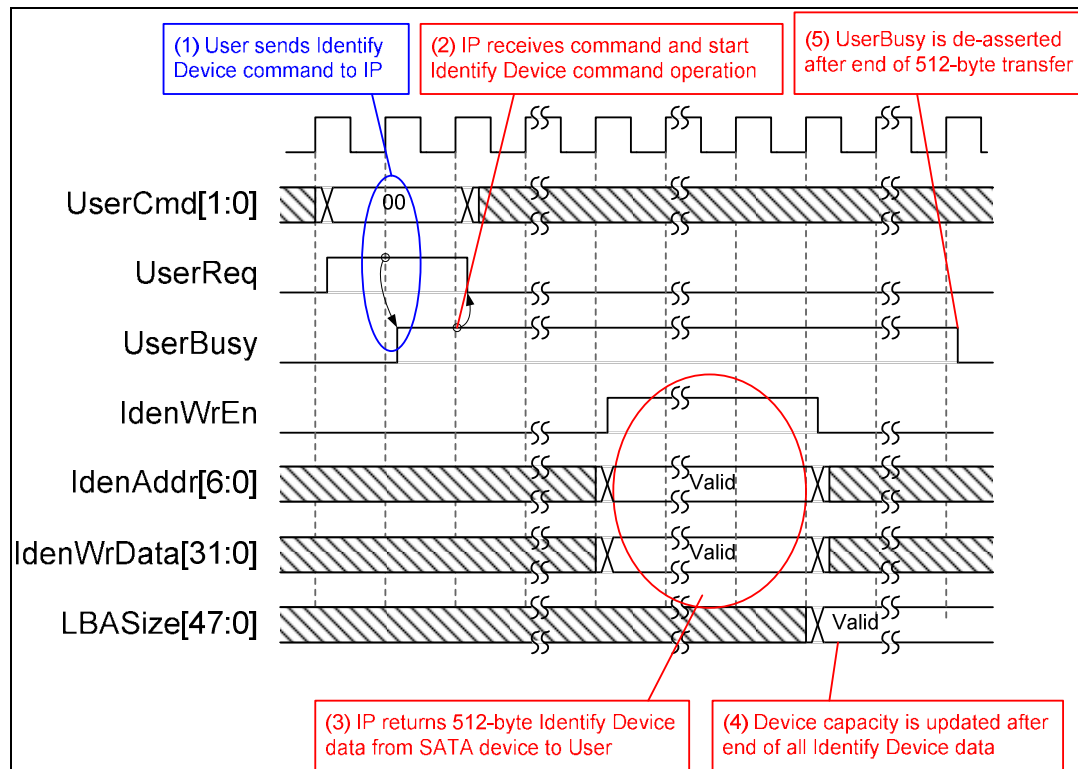 (1) User sends Identify
Device command to IP
(2) IP receives command and start
Identify Device command operation
(5) UserBusy is de-asserted
after end of 512-byte transfer
UserCmd[1:0]
00
UserReq
UserBusy
IdenWrEn
IdenAddr[6:0]
Valid
IdenWrData[31:0]
Valid
LBASize[47:0]
Valid
(3) IP returns 512-byte Identify Device
data from SATA device to User
(4) Device capacity is updated after
end of all Identify Device data